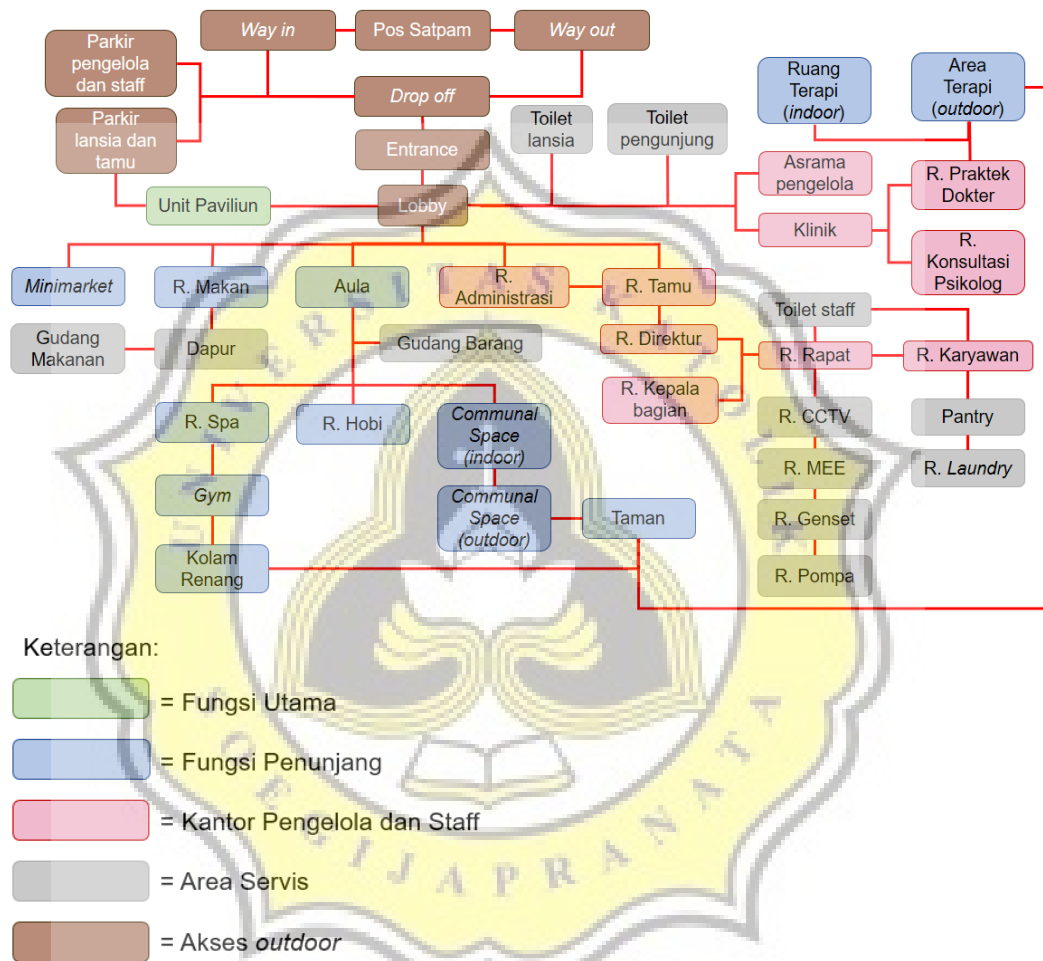 Way in
Pos Satpam
Way out
Parkir
pengelola
dan staff
Drop off
Ruang
Terapi
(indoor)
Area
Terapi
(outdoor)
Parkir
lansia dan
tamu
Entrance
Toilet
lansia
Toilet
pengunjung
Unit Paviliun
Lobby
Asrama
pengelola
Klinik
R. Praktek
Dokter
R.
Konsultasi
Psikolog
Minimarket
R. Makan
Aula
R.
Administrasi
R. Tamu
Toilet staff
Gudang
Makanan
Dapur
Gudang Barang
R. Direktur
R. Rapat
R. Karyawan
R. Kepala
bagian
R. Spa
R. Hobi
Communal
Space
(indoor)
R. CCTV
Pantry
Gym
R. MEE
R. Laundry
Communal
Space
(outdoor)
Taman
R. Genset
Kolam
Renang
R. Pompa
Keterangan:
= Fungsi Utama
= Fungsi Penunjang
= Kantor Pengelola dan Staff
= Area Servis
= Akses outdoor
SOEGIJAPRANATA